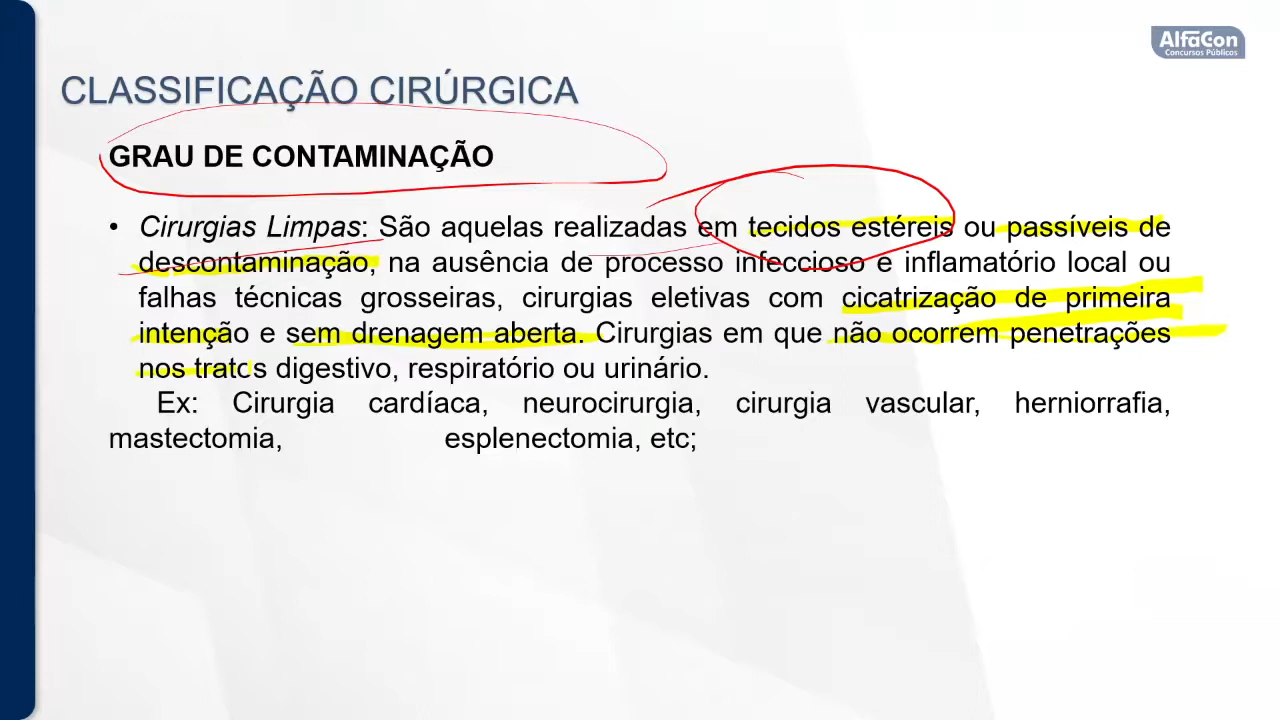 AlfaCon
Concursos Públicos
CLASSIFICAÇÃO CIRÚRGICA
GRAU DE CONTAMINAÇÃO
• Cirurgias Limpas: São aquelas realizadas em tecidos estéreis ou passíveis de
descontaminação, na ausência de processo infeccioso e inflamatório local ou
falhas técnicas grosseiras, cirurgias eletivas com cicatrização de primeira
intenção e sem drenagem aberta. Cirurgias em que não ocorrem penetrações
nos tratos digestivo, respiratório ou urinário.
Ex: Cirurgia cardíaca, neurocirurgia, cirurgia vascular, herniorrafia,
mastectomia, esplenectomia, etc;